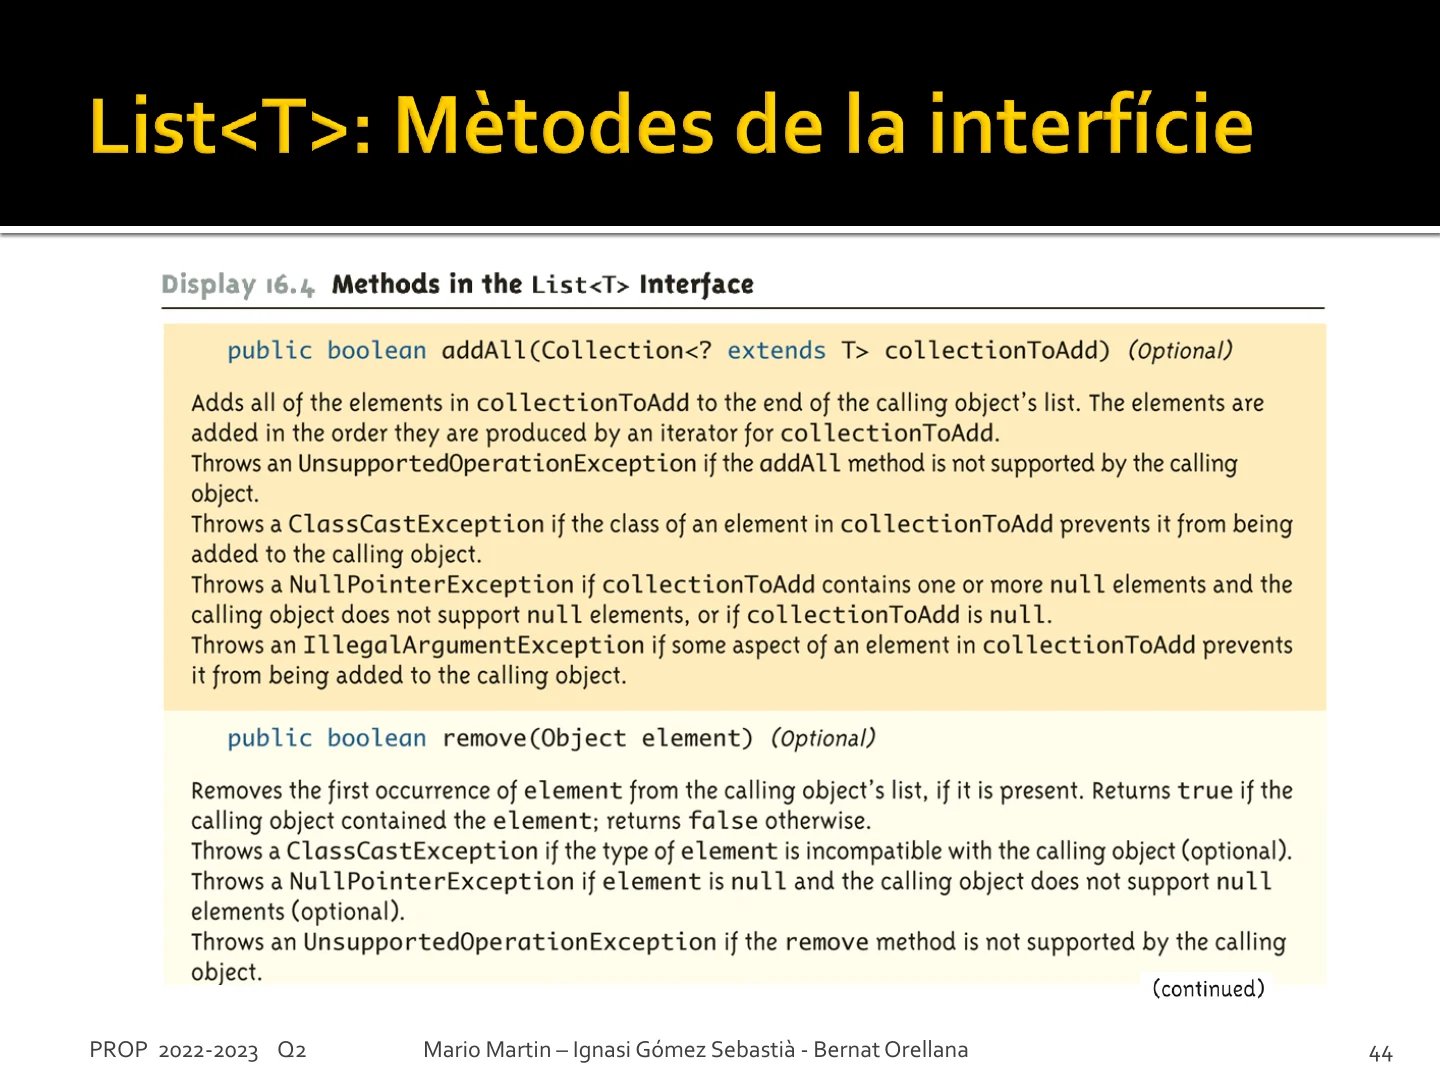 List<T>: Mètodes de la interfície
Display 16.4 Methods in the List<T> Interface
public boolean addAll(Collection<? extends T> collectionToAdd) (Optional)
Adds all of the elements in collectionToAdd to the end of the calling object's list. The elements are
added in the order they are produced by an iterator for collectionToAdd.
Throws an UnsupportedOperationException if the addAll method is not supported by the calling
object.
Throws a ClassCastException if the class of an element in collectionToAdd prevents it from being
added to the calling object.
Throws a NullPointerException if collectionToAdd contains one or more null elements and the
calling object does not support null elements, or if collectionToAdd is null.
Throws an IllegalArgumentException if some aspect of an element in collectionToAdd prevents
it from being added to the calling object.
public boolean remove(Object element) (Optional)
Removes the first occurrence of element from the calling object's list, if it is present. Returns true if the
calling object contained the element; returns false otherwise.
Throws a ClassCastException if the type of element is incompatible with the calling object (optional).
Throws a NullPointerException if element is null and the calling object does not support null
elements (optional).
Throws an UnsupportedOperationException if the remove method is not supported by the calling
object.
(continued)
PROP 2022-2023 Q2 Mario Martin – Ignasi Gómez Sebastià - Bernat Orellana 44